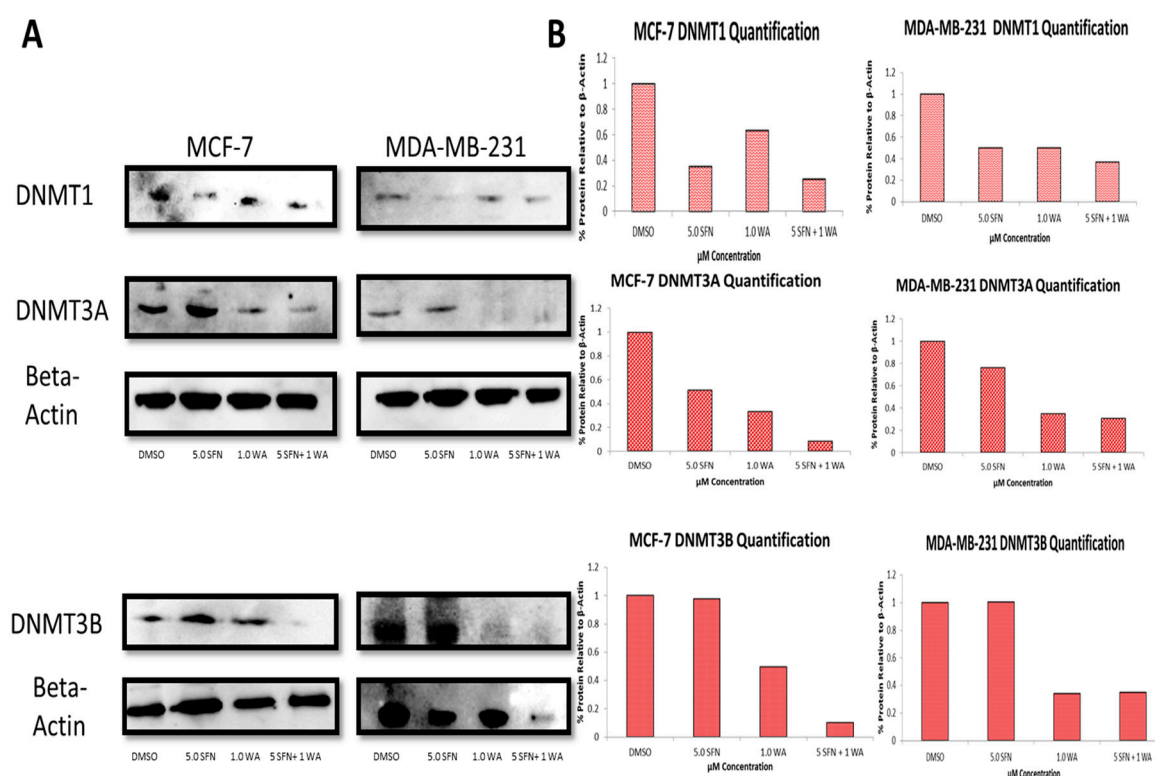 A
MCF-7
MDA-MB-231
DNMT1
DNMT3A
Beta-
Actin
DMSO
5.0 SFN
1.0 WA
5 SFN+ 1 WA
DMSO
5.0 SFN
1.0 WA
5 SFN+ 1 WA
DNMT3B
Beta-
Actin
DMSO
5.0 SFN
1.0 WA
5 SFN+ 1 WA
DMSO
5.0 SFN
1.0 WA
5 SFN+ 1 WA
B
MCF-7 DNMT1 Quantification
% Protein Relative to β-Actin
1.2
1
0.8
0.6
0.4
0.2
0
DMSO
5.0 SFN
1.0 WA
5 SFN + 1 WA
μM Concentration
MDA-MB-231 DNMT1 Quantification
% Protein Relative to β-Actin
1.2
1
0.8
0.6
0.4
0.2
0
DMSO
5.0 SFN
1.0 WA
5 SFN + 1 WA
μM Concentration
MCF-7 DNMT3A Quantification
% Protein Relative to β-Actin
1.2
1
0.8
0.6
0.4
0.2
0
DMSO
5.0 SFN
1.0 WA
5 SFN + 1 WA
μM Concentration
MDA-MB-231 DNMT3A Quantification
% Protein Relative to β-Actin
1.2
1
0.8
0.6
0.4
0.2
0
DMSO
5.0 SFN
1.0 WA
5 SFN + 1 WA
μM Concentration
MCF-7 DNMT3B Quantification
% Protein Relative to β-Actin
1.2
1
0.8
0.6
0.4
0.2
0
DMSO
5.0 SFN
1.0 WA
5 SFN + 1 WA
μM Concentration
MDA-MB-231 DNMT3B Quantification
% Protein Relative to β-Actin
1.2
1
0.8
0.6
0.4
0.2
0
DMSO
5.0 SFN
1.0 WA
5 SFN + 1 WA
μM Concentration